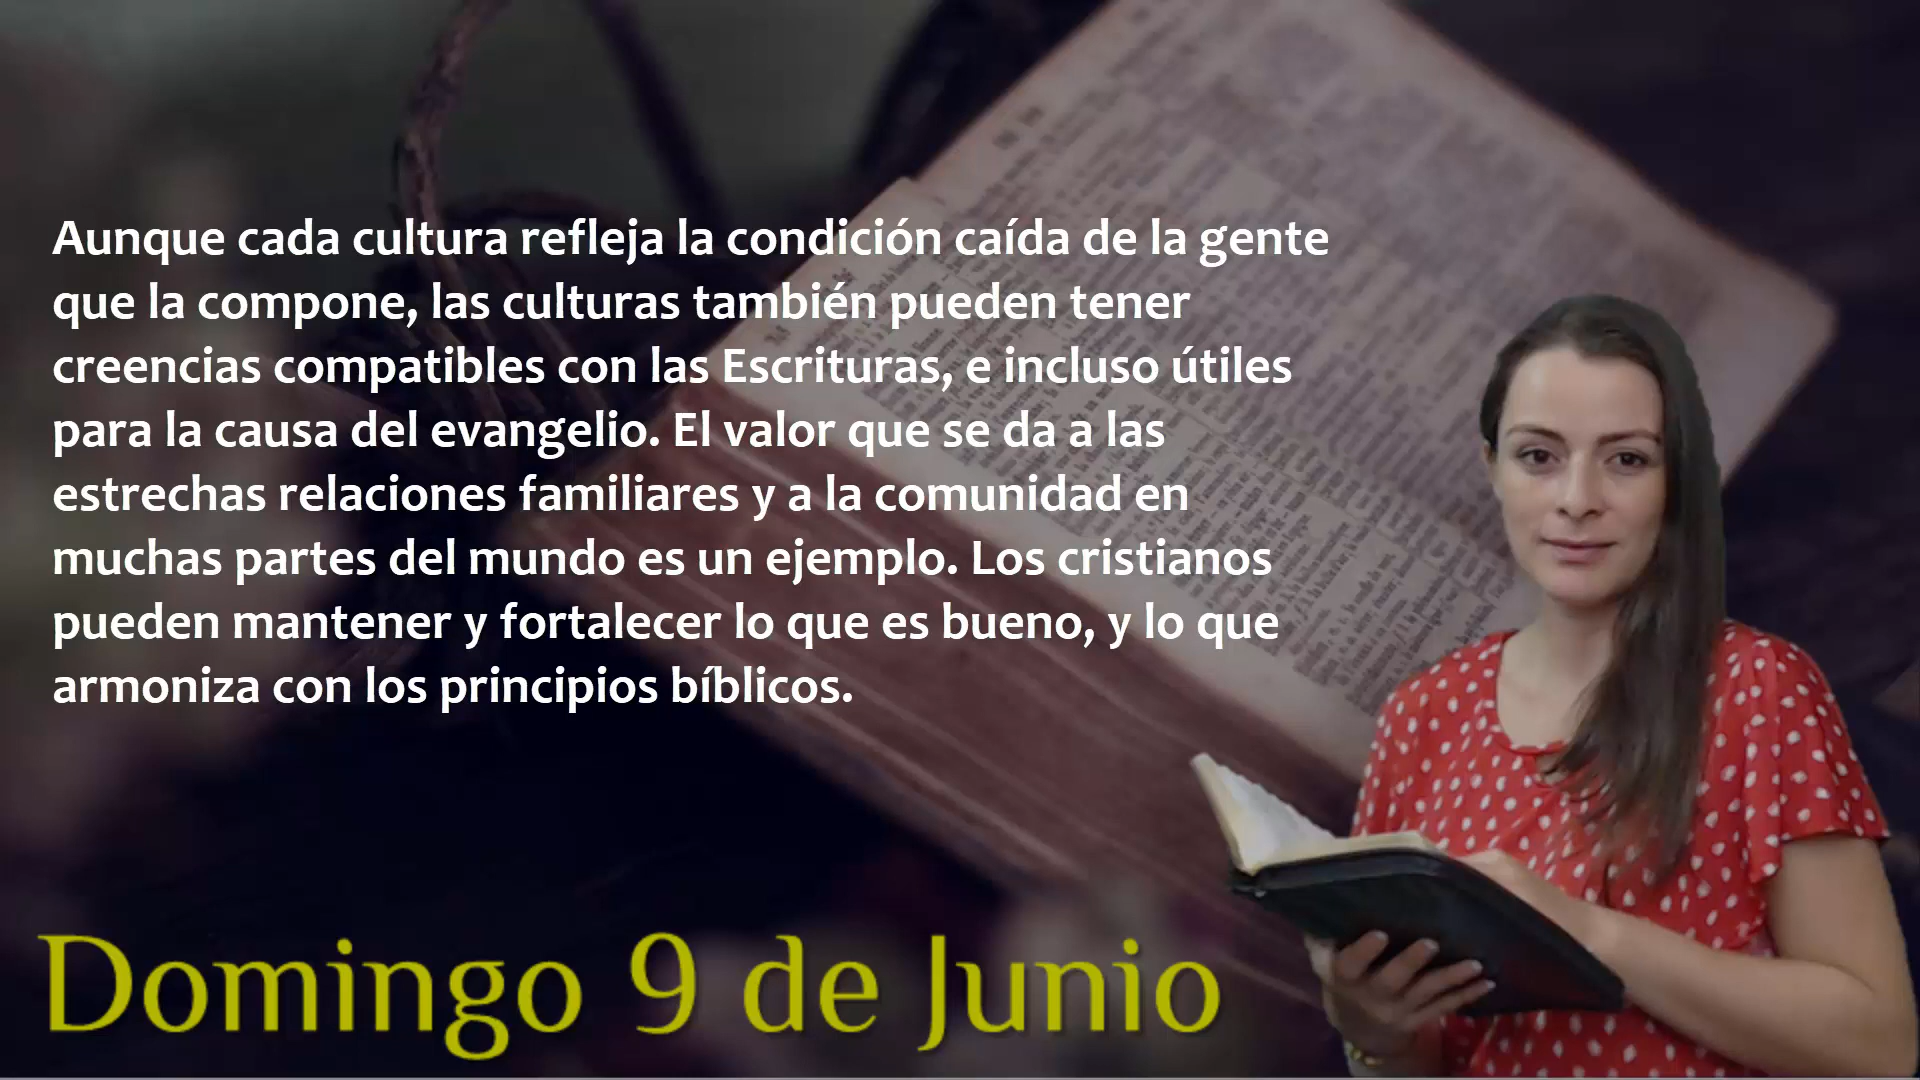 Aunque cada cultura refleja la condición caída de la gente
que la compone, las culturas también pueden tener
creencias compatibles con las Escrituras, e incluso útiles
para la causa del evangelio. El valor que se da a las
estrechas relaciones familiares y a la comunidad en
muchas partes del mundo es un ejemplo. Los cristianos
pueden mantener y fortalecer lo que es bueno, y lo que
armoniza con los principios bíblicos.
Domingo 9 de Junio